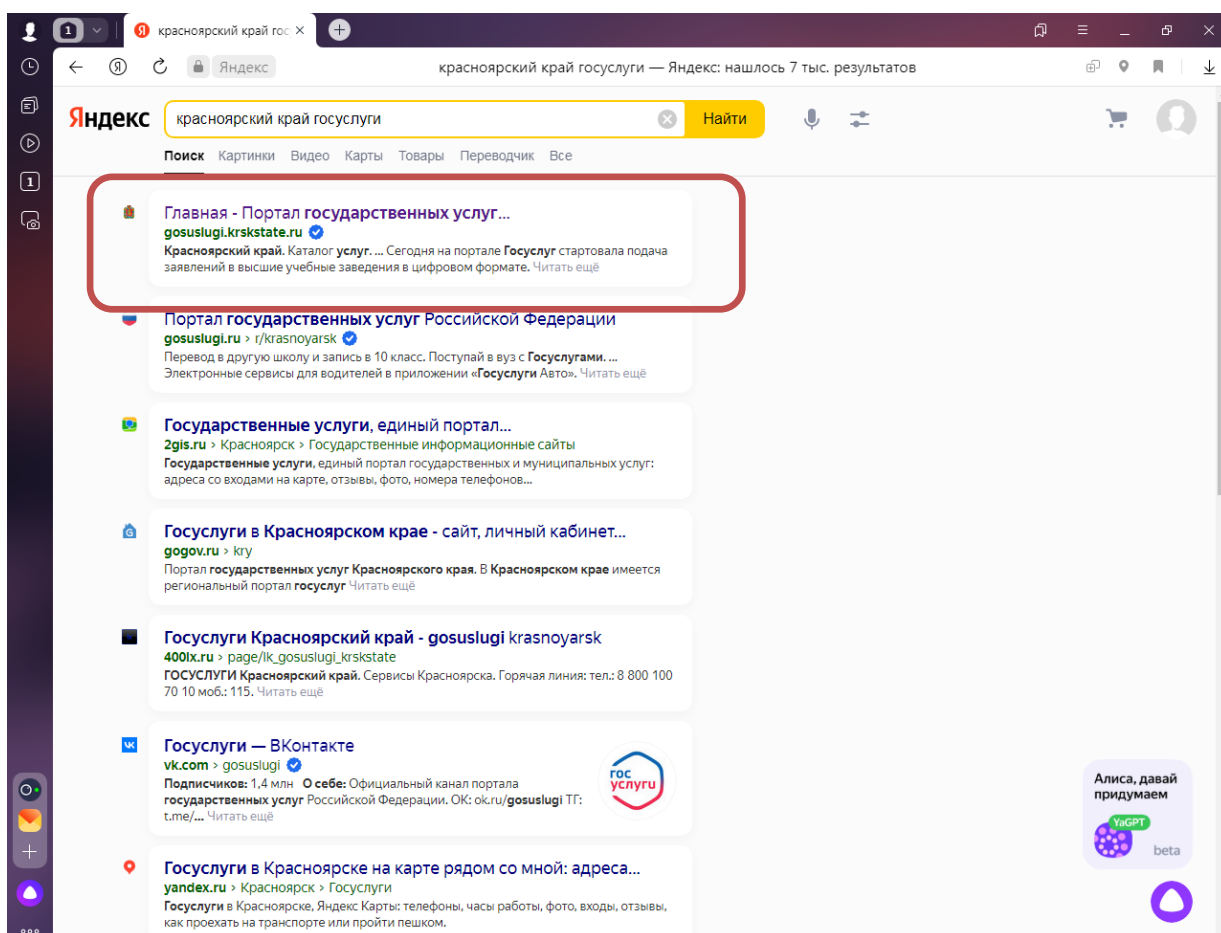 1
красноярский край гос
Яндекс
красноярский край госуслуги — Яндекс: нашлось 7 тыс. результатов
Яндекс
красноярский край госуслуги
Найти
Поиск Картинки Видео Карты Товары Переводчик Все
1
Главная - Портал государственных услуг...
gosuslugi.krskstate.ru
Красноярский край. Каталог услуг. ... Сегодня на портале Госуслуг стартовала подача
заявлений в высшие учебные заведения в цифровом формате. Читать ещё
Портал государственных услуг Российской Федерации
gosuslugi.ru › r/krasnoyarsk
Перевод в другую школу и запись в 10 класс. Поступай в вуз с Госуслугами. ...
Электронные сервисы для водителей в приложении «Госуслуги Авто». Читать ещё
Государственные услуги, единый портал...
2gis.ru › Красноярск › Государственные информационные сайты
Государственные услуги, единый портал государственных и муниципальных услуг:
адреса со входами на карте, отзывы, фото, номера телефонов...
Госуслуги в Красноярском крае - сайт, личный кабинет...
gogov.ru › kry
Портал государственных услуг Красноярского края. В Красноярском крае имеется
региональный портал госуслуг Читать ещё
Госуслуги Красноярский край - gosuslugi krasnoyarsk
400lx.ru › page/lk_gosuslugi_krskstate
ГОСУСЛУГИ Красноярский край. Сервисы Красноярска. Горячая линия: тел.: 8 800 100
70 10 моб.: 115. Читать ещё
Госуслуги — ВКонтакте
vk.com › gosuslugi
Подписчиков: 1,4 млн О себе: Официальный канал портала
государственных услуг Российской Федерации. OK: ok.ru/gosuslugi ТГ:
t.me/... Читать ещё
гос
услуги
Алиса, давай
придумаем
YaGPT
beta
Госуслуги в Красноярске на карте рядом со мной: адреса...
yandex.ru › Красноярск › Госуслуги
Госуслуги в Красноярске, Яндекс Карты: телефоны, часы работы, фото, входы, отзывы,
как проехать на транспорте или пройти пешком.